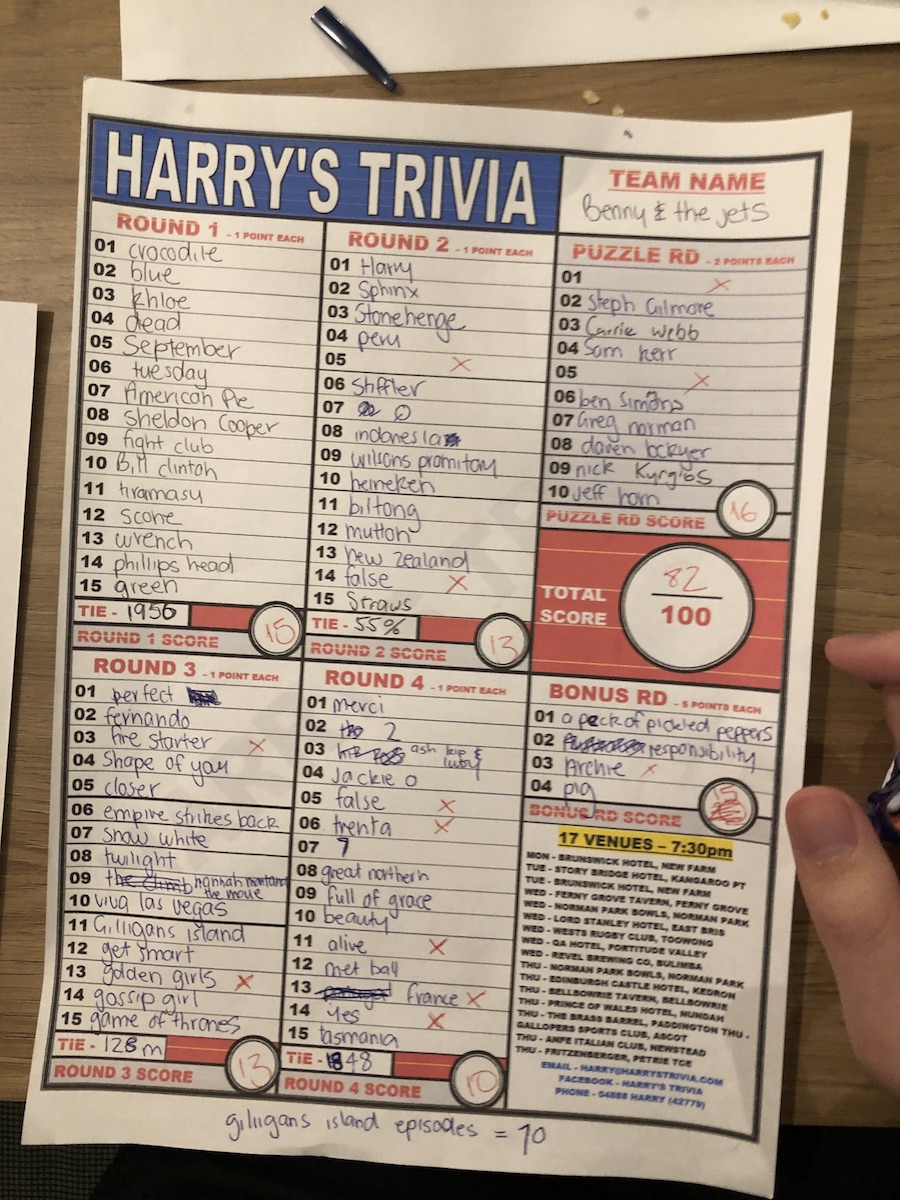 HARRY'S TRIVIA
TEAM NAME
Benny & the jets
ROUND 1 - 1 POINT EACH
01 crocodile
02 blue
03 khloe
04 dead
05 September
06 tuesday
07 American Pie
08 Sheldon Cooper
09 fight club
10 Bill clinton
11 tiramasu
12 scone
13 wrench
14 phillips head
15 green
TIE - 1956
ROUND 1 SCORE 15
ROUND 2 - 1 POINT EACH
01 Harry
02 Sphinx
03 Stonehenge
04 peru
05
06 Stiffler
07 0
08 indonesia
09 wilsons promitory
10 heineken
11 biltong
12 mutton
13 new zealand
14 false
15 Straws
TIE - 55%
ROUND 2 SCORE 13
PUZZLE RD - 2 POINTS EACH
01
02 Steph Gilmore
03 Carrie Webb
04 Sam kerr
05
06 ben Simons
07 Greg norman
08 daren lockyer
09 nick Kyrgios
10 Jeff horn
PUZZLE RD SCORE 16
TOTAL SCORE 82
100
ROUND 3 - 1 POINT EACH
01 perfect
02 fernando
03 fire starter
04 Shape of you
05 closer
06 empire strikes back
07 Snow white
08 twilight
09 the climb hannah montana the movie
10 viva las vegas
11 Gilligans island
12 get smart
13 golden girls
14 gossip girl
15 game of thrones
TIE - 128m
ROUND 3 SCORE 13
ROUND 4 - 1 POINT EACH
01 merci
02 2
03 ash kip &
04 Jackie O
05 false
06 trenta
07 7
08 great northern
09 full of grace
10 beauty
11 alive
12 met ball
13 france
14 yes
15 tasmania
TIE - 48
ROUND 4 SCORE 10
BONUS RD - 5 POINTS EACH
01 a peck of pickled peppers
02 responsibility
03 Archie
04 pig
BONUS RD SCORE 15
17 VENUES – 7:30pm
MON - BRUNSWICK HOTEL, NEW FARM
TUE - STORY BRIDGE HOTEL, KANGAROO PT
TUE - BRUNSWICK HOTEL, NEW FARM
WED - FERNY GROVE TAVERN, FERNY GROVE
WED - NORMAN PARK BOWLS, NORMAN PARK
WED - LORD STANLEY HOTEL, EAST BRIS
WED - WESTS RUGBY CLUB, TOOWONG
WED - GA HOTEL, FORTITUDE VALLEY
WED - REVEL BREWING CO, BULIMBA
THU - NORMAN PARK BOWLS, NORMAN PARK
THU - EDINBURGH CASTLE HOTEL, KEDRON
THU - BELLBOWRIE TAVERN, BELLBOWRIE
THU - PRINCE OF WALES HOTEL, NUNDAH
THU - THE BRASS BARREL, PADDINGTON THU -
GALLOPERS SPORTS CLUB, ASCOT
THU - ANFE ITALIAN CLUB, NEWSTEAD
THU - FRITZENBERGER, PETRIE TCE
EMAIL - HARRY@HARRYSTRIVIA.COM
FACEBOOK - HARRY'S TRIVIA
PHONE - 04888 HARRY (42779)
gilligans island episodes = 70